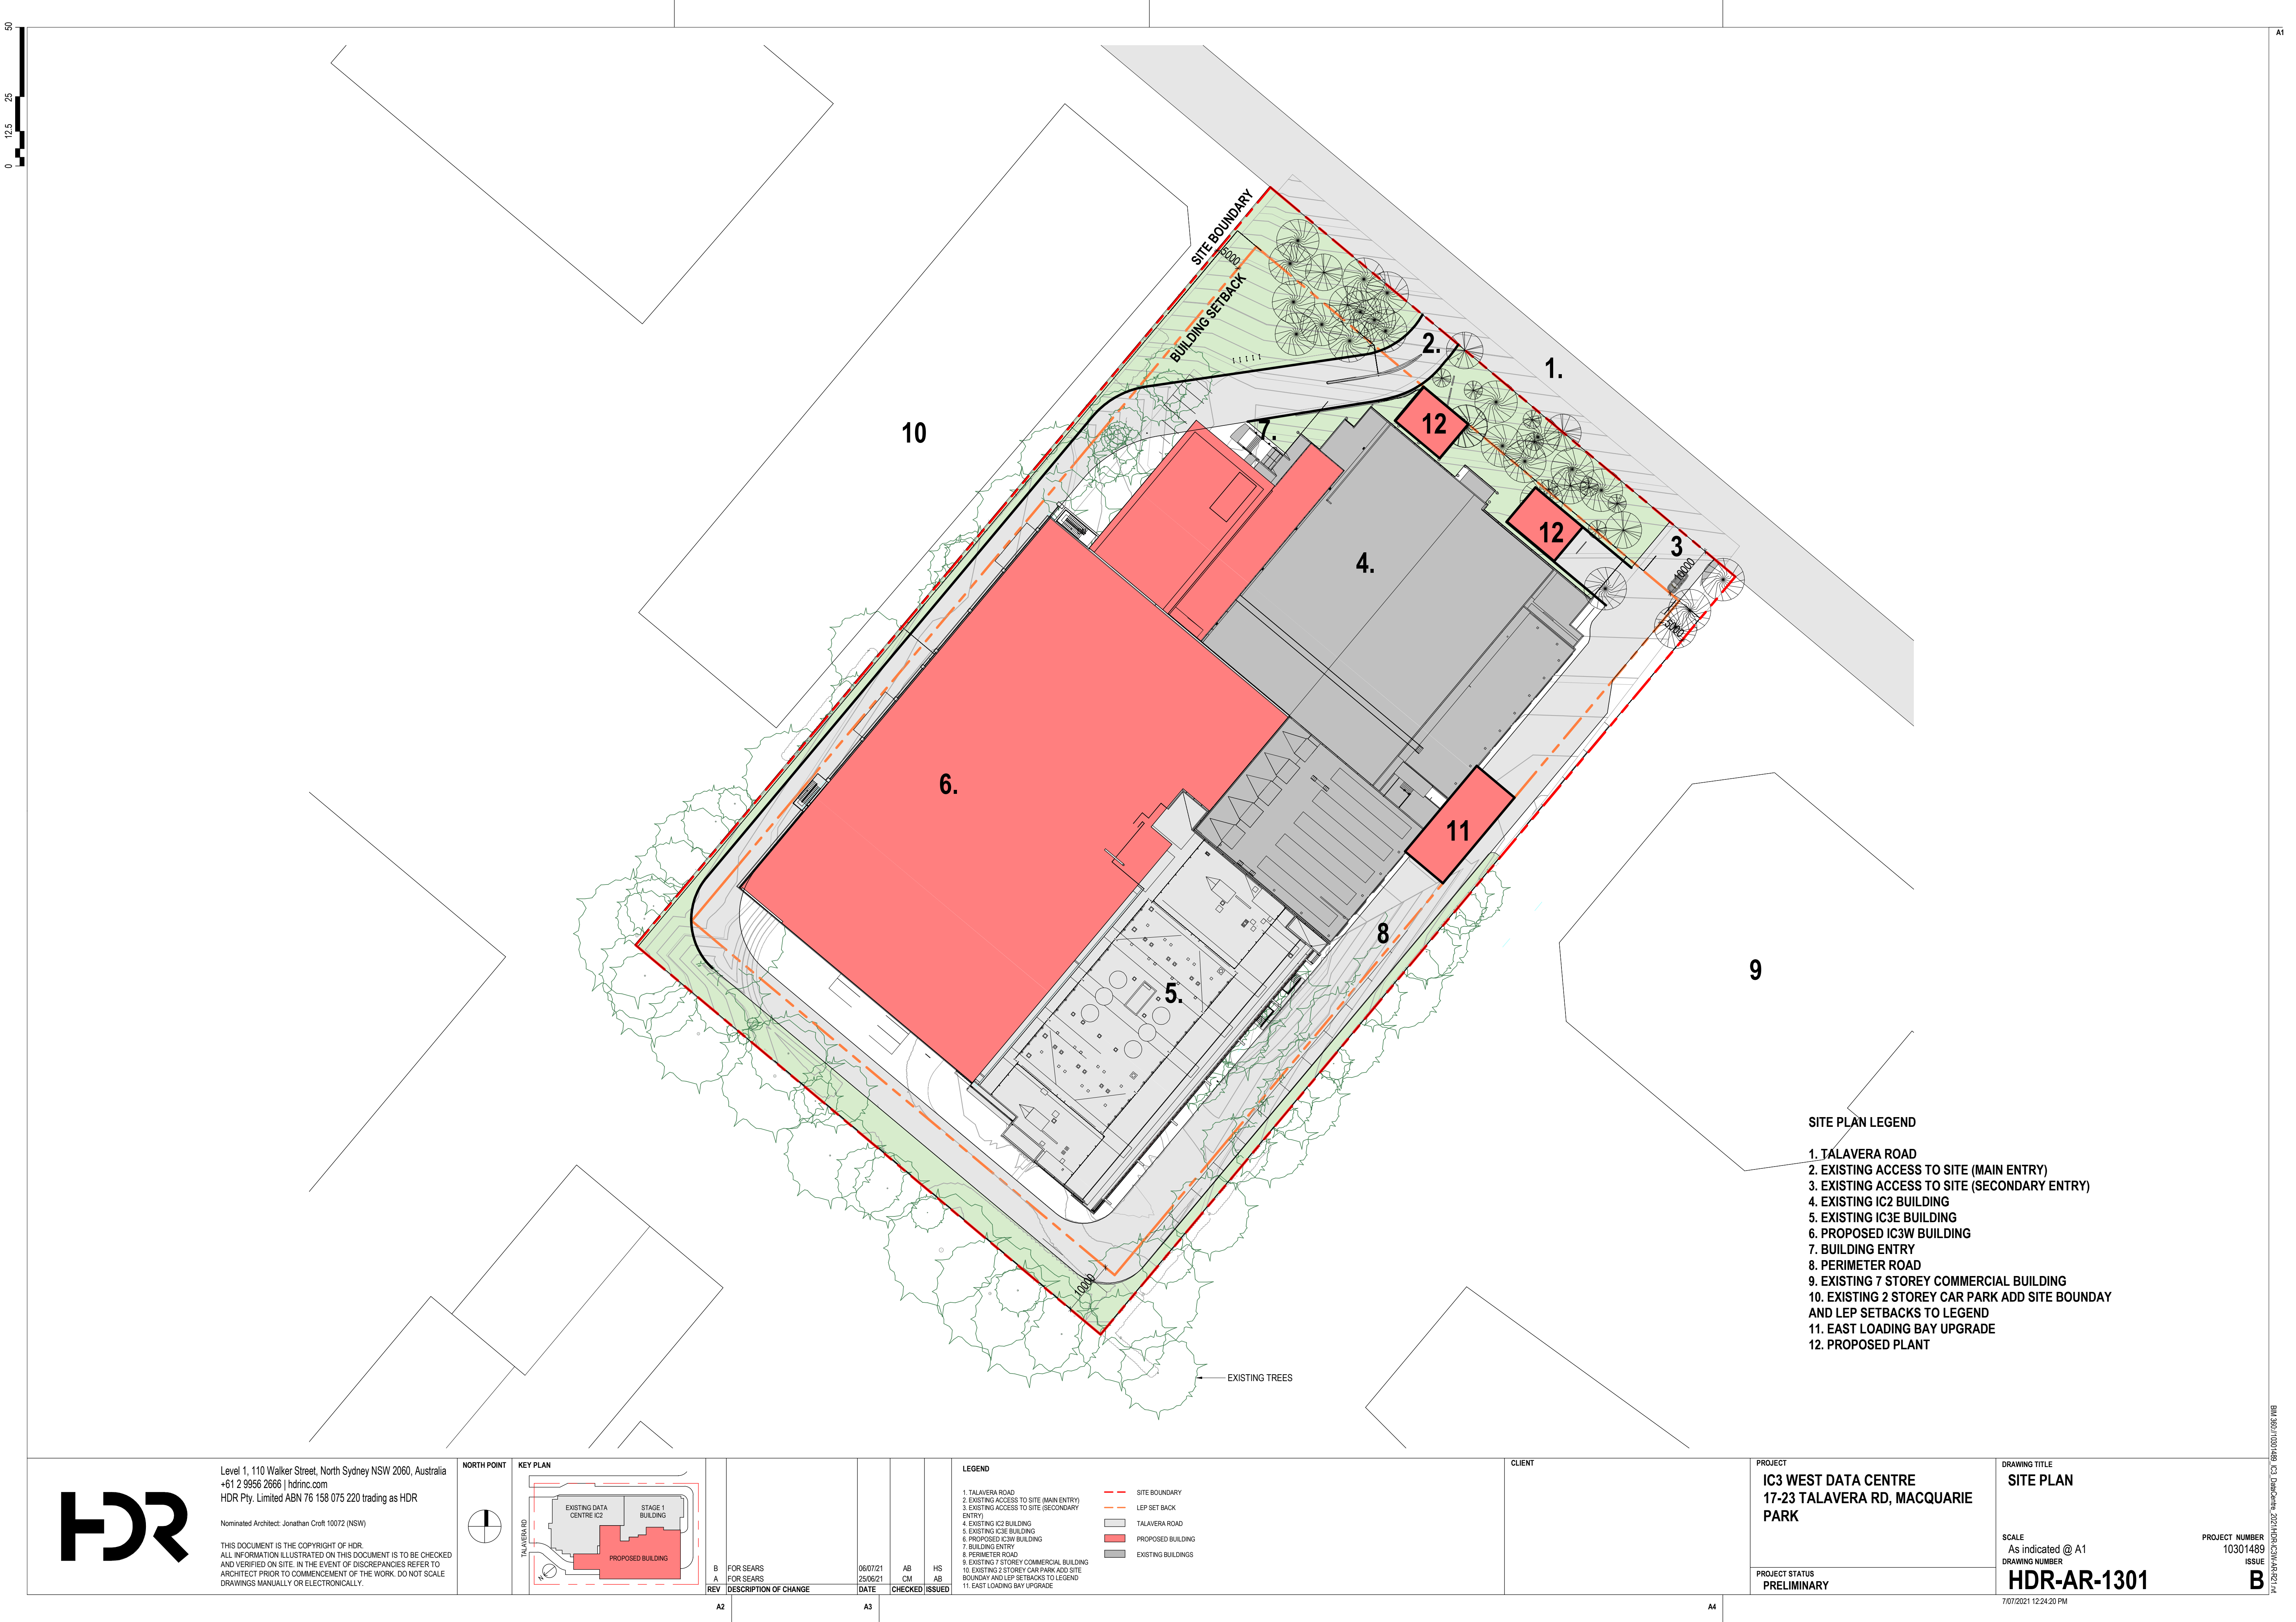 A1
50
25
12.5
0
SITE BOUNDARY
5000
BUILDING SETBACK
1.
2.
3
4.
5.
6.
7.
8
9
10
11
12
12
10000
5000
10000
EXISTING TREES
SITE PLAN LEGEND
1. TALAVERA ROAD
2. EXISTING ACCESS TO SITE (MAIN ENTRY)
3. EXISTING ACCESS TO SITE (SECONDARY ENTRY)
4. EXISTING IC2 BUILDING
5. EXISTING IC3E BUILDING
6. PROPOSED IC3W BUILDING
7. BUILDING ENTRY
8. PERIMETER ROAD
9. EXISTING 7 STOREY COMMERCIAL BUILDING
10. EXISTING 2 STOREY CAR PARK ADD SITE BOUNDAY
AND LEP SETBACKS TO LEGEND
11. EAST LOADING BAY UPGRADE
12. PROPOSED PLANT
HDR
Level 1, 110 Walker Street, North Sydney NSW 2060, Australia
+61 2 9956 2666 | hdrinc.com
HDR Pty. Limited ABN 76 158 075 220 trading as HDR
Nominated Architect: Jonathan Croft 10072 (NSW)
THIS DOCUMENT IS THE COPYRIGHT OF HDR.
ALL INFORMATION ILLUSTRATED ON THIS DOCUMENT IS TO BE CHECKED
AND VERIFIED ON SITE. IN THE EVENT OF DISCREPANCIES REFER TO
ARCHITECT PRIOR TO COMMENCEMENT OF THE WORK. DO NOT SCALE
DRAWINGS MANUALLY OR ELECTRONICALLY.
NORTH POINT
KEY PLAN
TALAVERA RD
EXISTING DATA
CENTRE IC2
STAGE 1
BUILDING
PROPOSED BUILDING
N
B FOR SEARS 06/07/21 AB HS
A FOR SEARS 25/06/21 CM AB
REV DESCRIPTION OF CHANGE DATE CHECKED ISSUED
LEGEND
1. TALAVERA ROAD
2. EXISTING ACCESS TO SITE (MAIN ENTRY)
3. EXISTING ACCESS TO SITE (SECONDARY
ENTRY)
4. EXISTING IC2 BUILDING
5. EXISTING IC3E BUILDING
6. PROPOSED IC3W BUILDING
7. BUILDING ENTRY
8. PERIMETER ROAD
9. EXISTING 7 STOREY COMMERCIAL BUILDING
10. EXISTING 2 STOREY CAR PARK ADD SITE
BOUNDAY AND LEP SETBACKS TO LEGEND
11. EAST LOADING BAY UPGRADE
SITE BOUNDARY
LEP SET BACK
TALAVERA ROAD
PROPOSED BUILDING
EXISTING BUILDINGS
CLIENT
PROJECT
IC3 WEST DATA CENTRE
17-23 TALAVERA RD, MACQUARIE
PARK
PROJECT STATUS
PRELIMINARY
DRAWING TITLE
SITE PLAN
SCALE
As indicated @ A1
PROJECT NUMBER
10301489
DRAWING NUMBER
HDR-AR-1301
ISSUE
B
7/07/2021 12:24:20 PM
BIM 360://10301489_IC3_DataCentre_2021/HDR-IC3W-AR-R21.rvt
A2
A3
A4